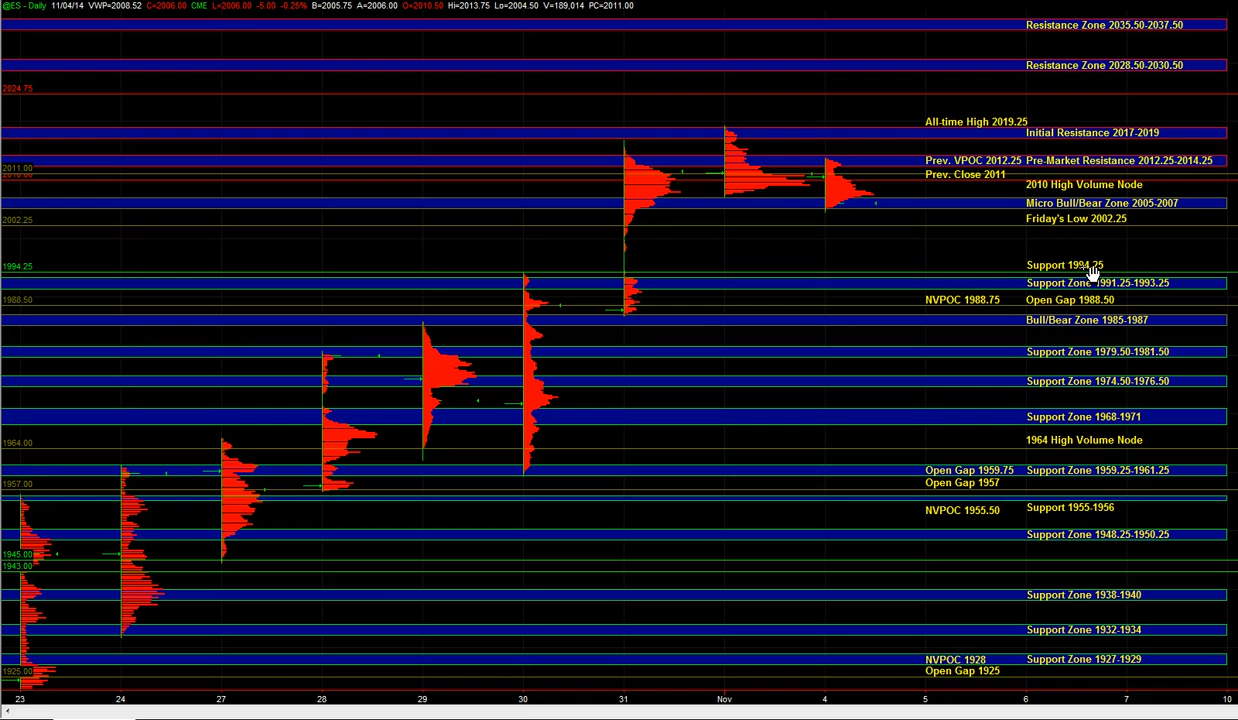 @ES - Daily 11/04/14 VWP=2008.52 C=2006.00 CME L=2006.00 -5.00 -0.25% B=2005.75 A=2006.00 O=2010.50 Hi=2013.75 Lo=2004.50 V=189,014 PC=2011.00
Resistance Zone 2035.50-2037.50
Resistance Zone 2028.50-2030.50
2024.75
All-time High 2019.25
Initial Resistance 2017-2019
Prev. VPOC 2012.25 Pre-Market Resistance 2012.25-2014.25
2011.00
Prev. Close 2011
2010 High Volume Node
Micro Bull/Bear Zone 2005-2007
2002.25 Friday's Low 2002.25
1994.25 Support 1994.25
Support Zone 1991.25-1993.25
1988.50 NVPOC 1988.75 Open Gap 1988.50
Bull/Bear Zone 1985-1987
Support Zone 1979.50-1981.50
Support Zone 1974.50-1976.50
Support Zone 1968-1971
1964.00 1964 High Volume Node
Open Gap 1959.75 Support Zone 1959.25-1961.25
1957.00 Open Gap 1957
NVPOC 1955.50 Support 1955-1956
Support Zone 1948.25-1950.25
1945.00
1943.00
Support Zone 1938-1940
Support Zone 1932-1934
NVPOC 1928 Support Zone 1927-1929
1925.00 Open Gap 1925
23 24 27 28 29 30 31 Nov 4 5 6 7 10